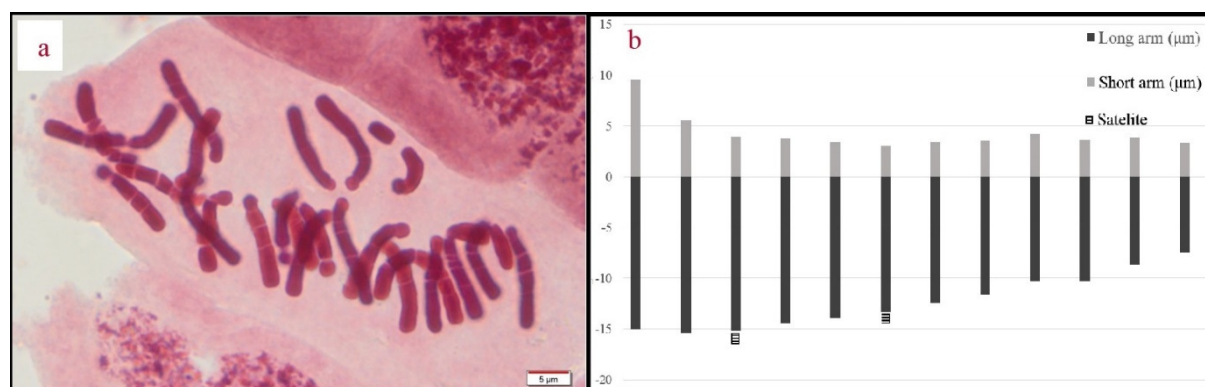 a
5 µm
b
15
10
5
0
-5
-10
-15
-20
Long arm (µm)
Short arm (µm)
Satelite